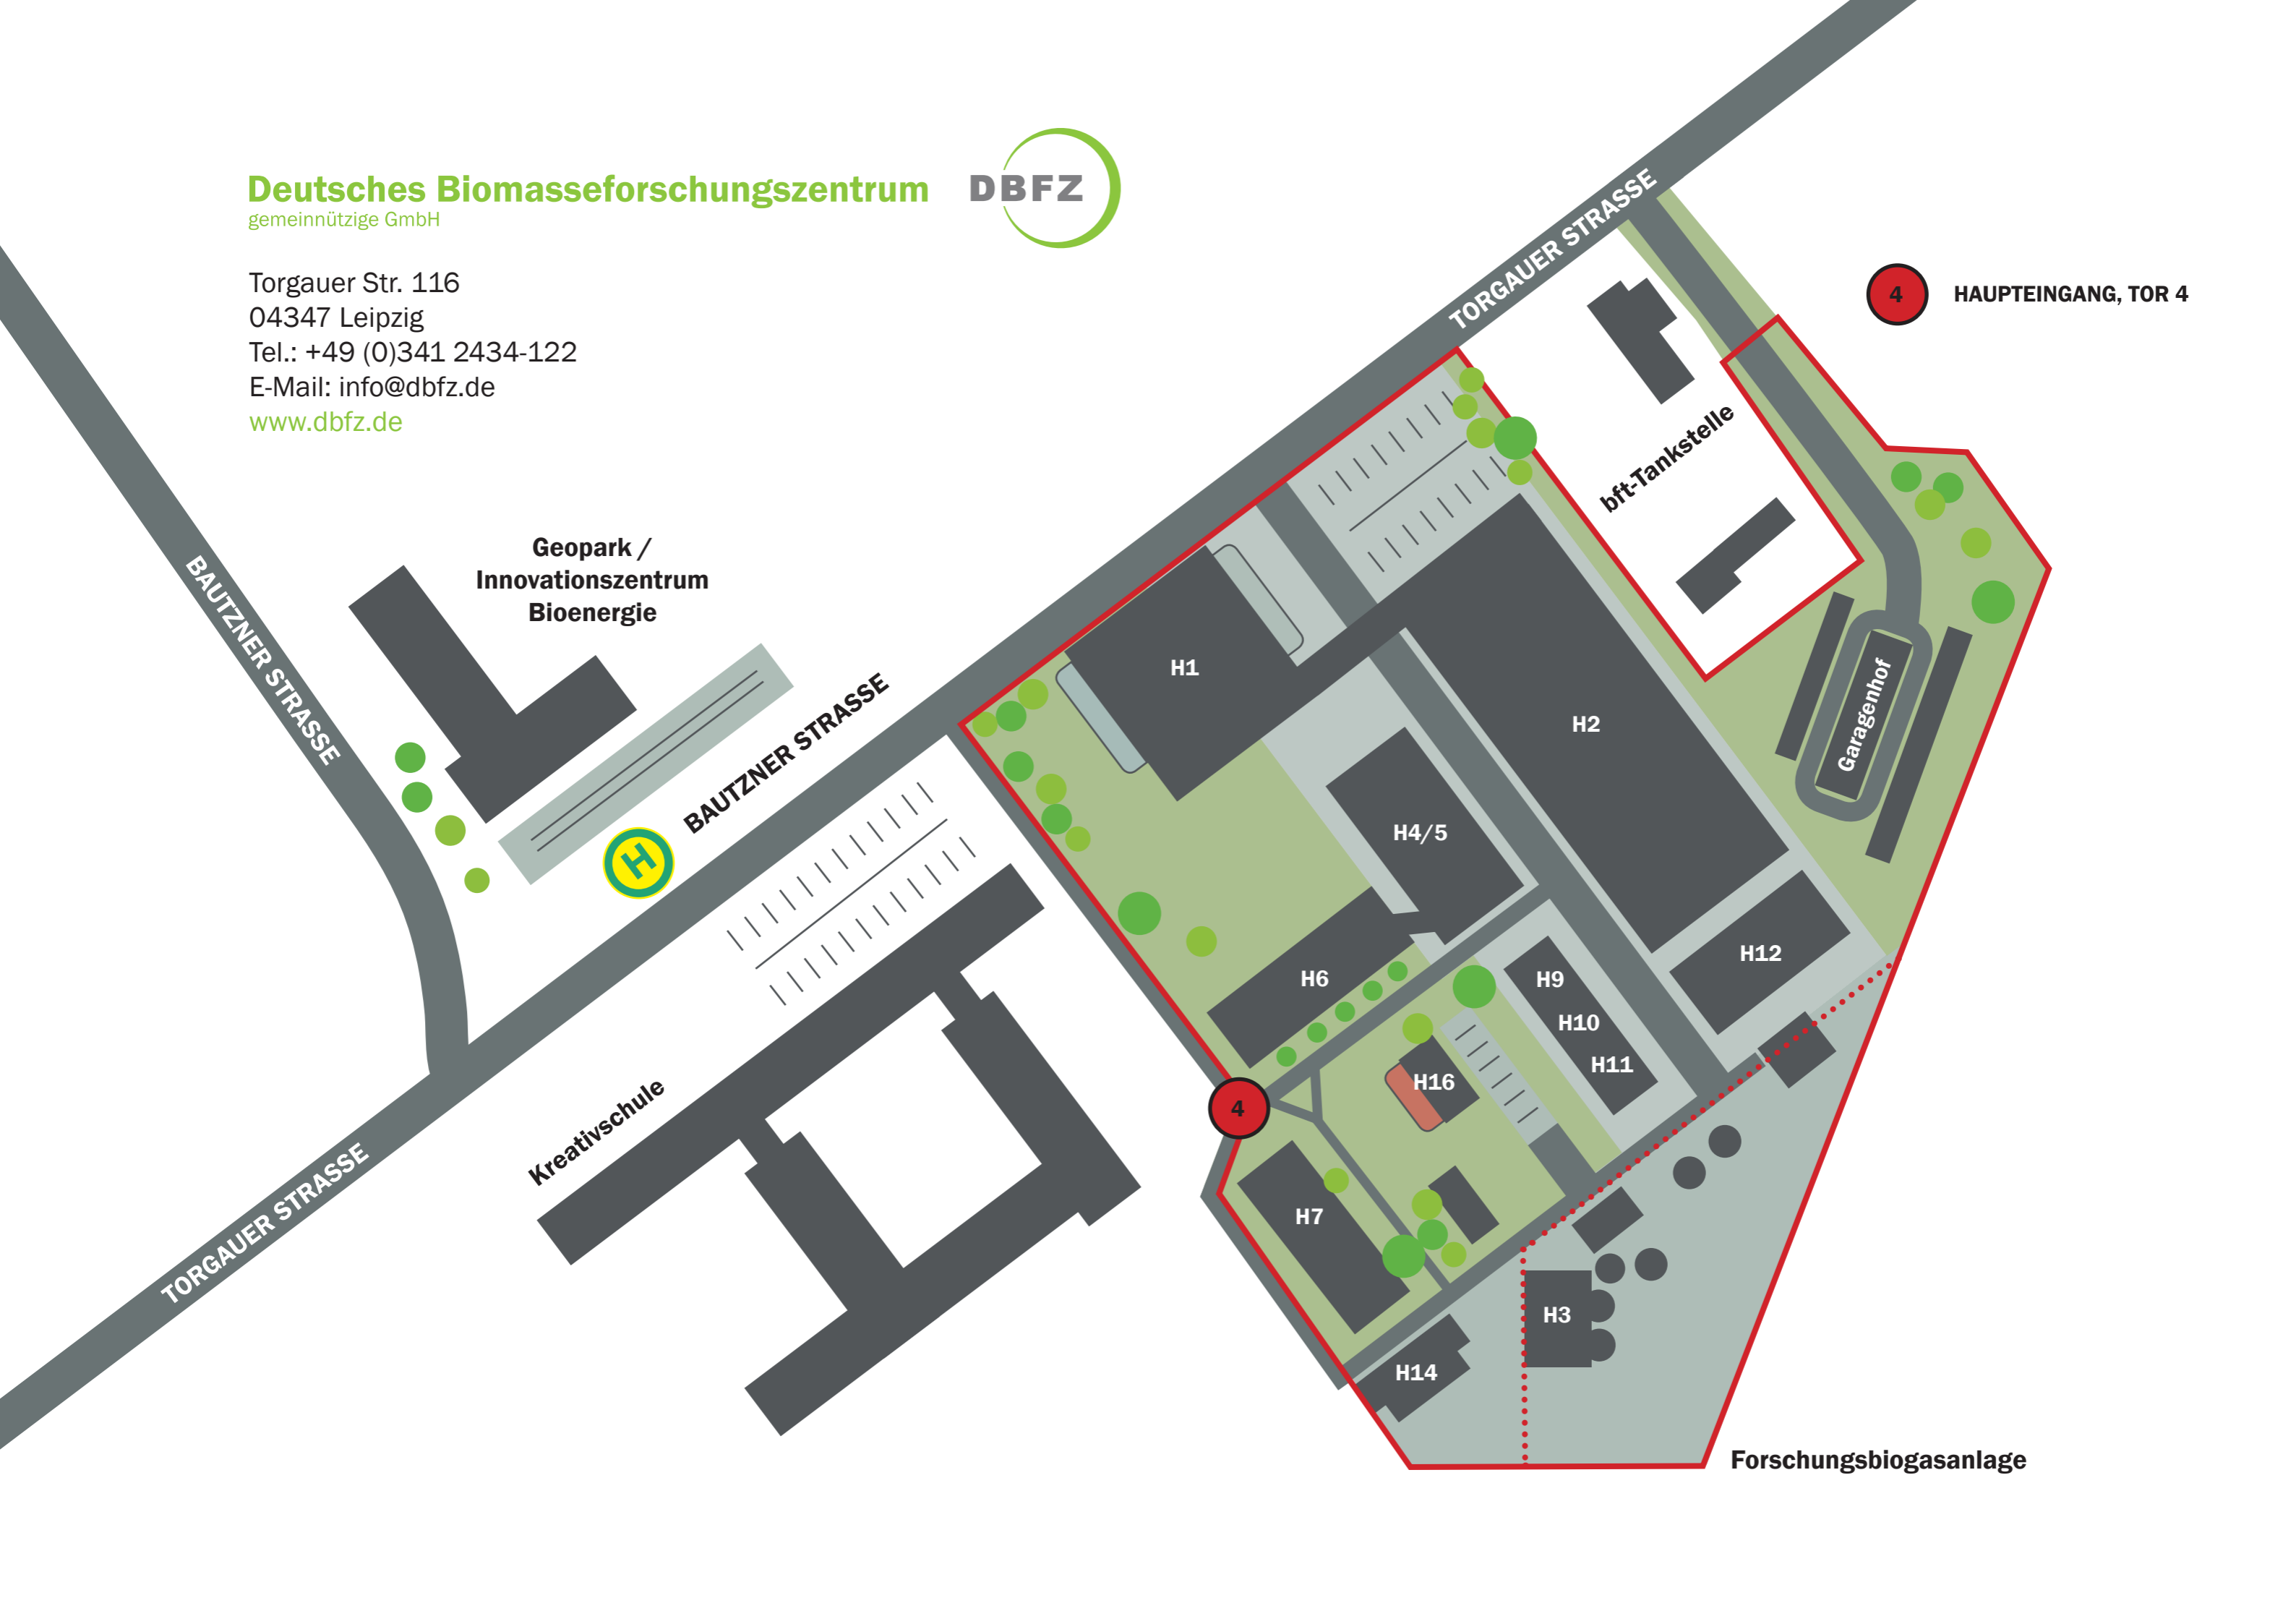 Deutsches Biomasseforschungszentrum
gemeinnützige GmbH
DBFZ
Torgauer Str. 116
04347 Leipzig
Tel.: +49 (0)341 2434-122
E-Mail: info@dbfz.de
www.dbfz.de
TORGAUER STRASSE
4
HAUPTEINGANG, TOR 4
bft-Tankstelle
Geopark /
Innovationszentrum
Bioenergie
BAUTZNER STRASSE
BAUTZNER STRASSE
H
H1
H2
Garagenhof
H4/5
H6
H9
H10
H11
H12
H16
4
Kreativschule
TORGAUER STRASSE
H7
H3
H14
Forschungsbiogasanlage